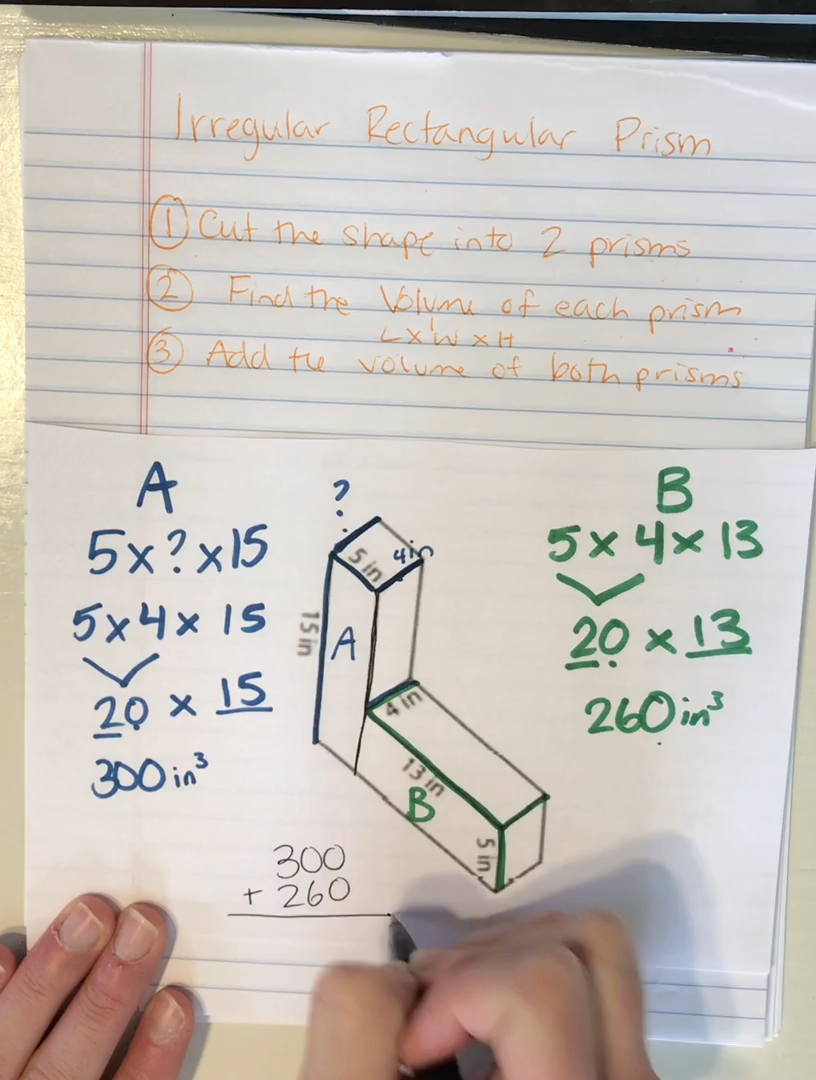 Irregular Rectangular Prism
① Cut the shape into 2 prisms
② Find the Volume of each prism
L x W x H
③ Add the volume of both prisms
A
5 x ? x 15
5 x 4 x 15
20 x 15
300 in³
?
5 in
4 in
15 in
A
4 in
13 in
B
5 in
B
5 x 4 x 13
20 x 13
260 in³
300
+ 260